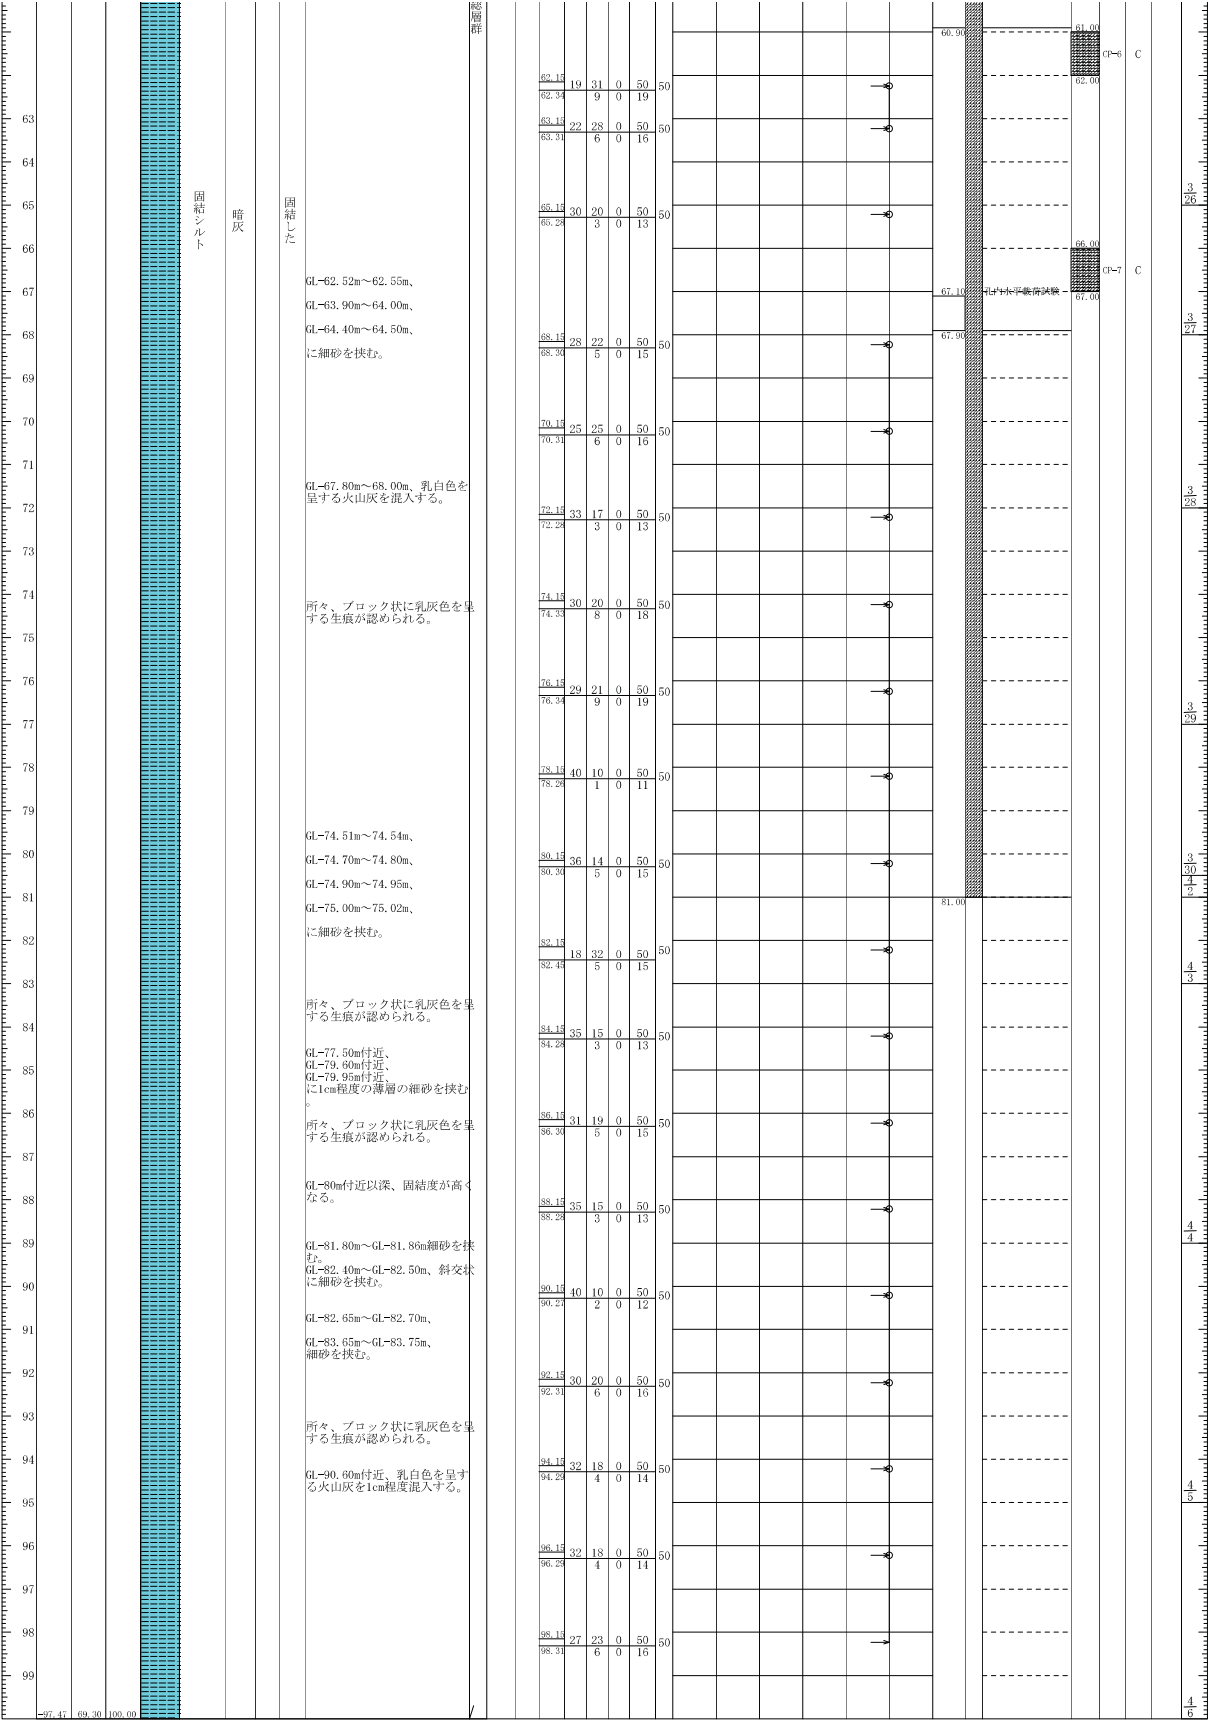 総層群
63
64
65
66
67
68
69
70
71
72
73
74
75
76
77
78
79
80
81
82
83
84
85
86
87
88
89
90
91
92
93
94
95
96
97
98
99
-97.47 69.30 100.00
固結シルト
暗灰
固結した
GL-62.52m〜62.55m、
GL-63.90m〜64.00m、
GL-64.40m〜64.50m、
に細砂を挟む。
GL-67.80m〜68.00m、乳白色を
呈する火山灰を混入する。
所々、ブロック状に乳灰色を呈
する生痕が認められる。
GL-74.51m〜74.54m、
GL-74.70m〜74.80m、
GL-74.90m〜74.95m、
GL-75.00m〜75.02m、
に細砂を挟む。
所々、ブロック状に乳灰色を呈
する生痕が認められる。
GL-77.50m付近、
GL-79.60m付近、
GL-79.95m付近、
に1cm程度の薄層の細砂を挟む
。
所々、ブロック状に乳灰色を呈
する生痕が認められる。
GL-80m付近以深、固結度が高く
なる。
GL-81.80m〜GL-81.86m細砂を挟
む。
GL-82.40m〜GL-82.50m、斜交状
に細砂を挟む。
GL-82.65m〜GL-82.70m、
GL-83.65m〜GL-83.75m、
細砂を挟む。
所々、ブロック状に乳灰色を呈
する生痕が認められる。
GL-90.60m付近、乳白色を呈す
る火山灰を1cm程度混入する。
62.15 19 31 0 50 50
62.34 9 0 19
63.15 22 28 0 50 50
63.31 6 0 16
65.15 30 20 0 50 50
65.28 3 0 13
68.15 28 22 0 50 50
68.30 5 0 15
70.15 25 25 0 50 50
70.31 6 0 16
72.15 33 17 0 50 50
72.28 3 0 13
74.15 30 20 0 50 50
74.33 8 0 18
76.15 29 21 0 50 50
76.34 9 0 19
78.15 40 10 0 50 50
78.26 1 0 11
80.15 36 14 0 50 50
80.30 5 0 15
82.15 18 32 0 50 50
82.45 5 0 15
84.15 35 15 0 50 50
84.28 3 0 13
86.15 31 19 0 50 50
86.30 5 0 15
88.15 35 15 0 50 50
88.28 3 0 13
90.15 40 10 0 50 50
90.27 2 0 12
92.15 30 20 0 50 50
92.31 6 0 16
94.15 32 18 0 50 50
94.29 4 0 14
96.15 32 18 0 50 50
96.29 4 0 14
98.15 27 23 0 50 50
98.31 6 0 16
60.90
67.10 孔内水平載荷試験
67.90
81.00
61.00
CP-6 C
62.00
66.00
CP-7 C
67.00
3
26
3
27
3
28
3
29
3
30
4
2
4
3
4
4
4
5
4
6